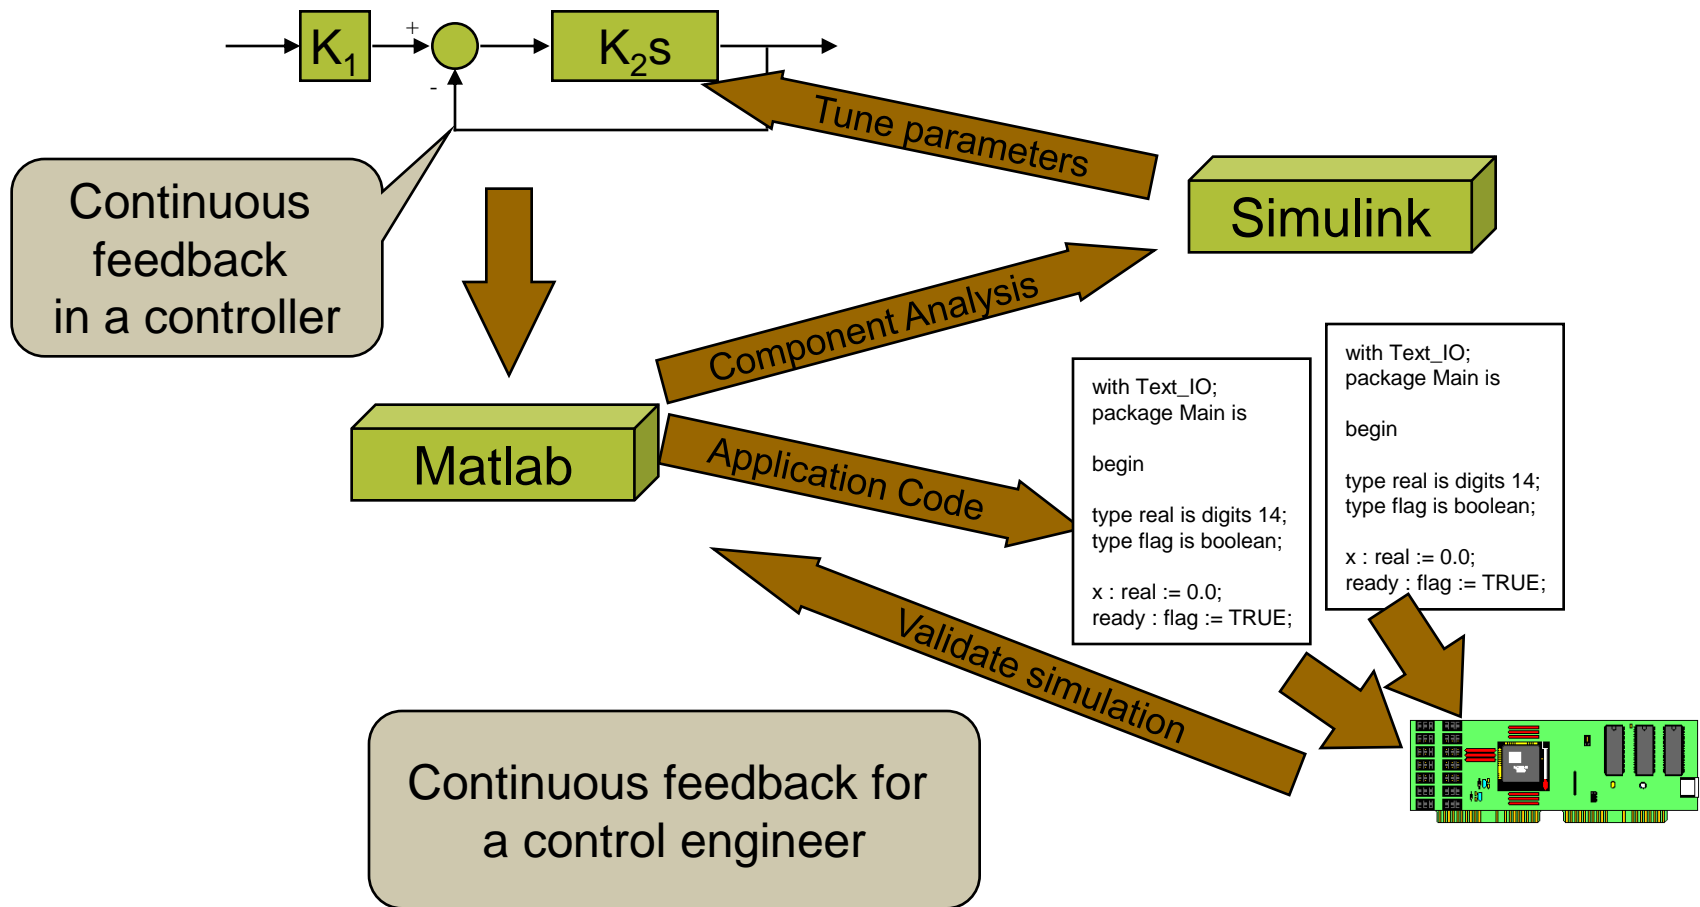 K1
+
-
K2s
Tune parameters
Continuous
feedback
in a controller
Simulink
Component Analysis
Matlab
Application Code
with Text_IO;
package Main is
begin
type real is digits 14;
type flag is boolean;
x : real := 0.0;
ready : flag := TRUE;
with Text_IO;
package Main is
begin
type real is digits 14;
type flag is boolean;
x : real := 0.0;
ready : flag := TRUE;
Validate simulation
Continuous feedback for
a control engineer